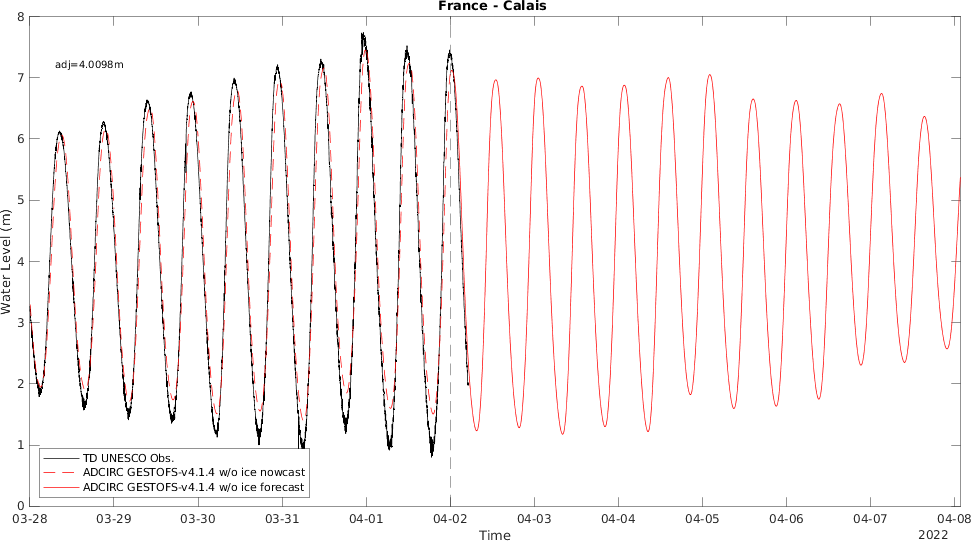 France - Calais
8
adj=4.0098m
7
6
5
4
3
2
1
0
Water Level (m)
TD UNESCO Obs.
ADCIRC GESTOFS-v4.1.4 w/o ice nowcast
ADCIRC GESTOFS-v4.1.4 w/o ice forecast
03-28 03-29 03-30 03-31 04-01 04-02 04-03 04-04 04-05 04-06 04-07 04-08
Time
2022